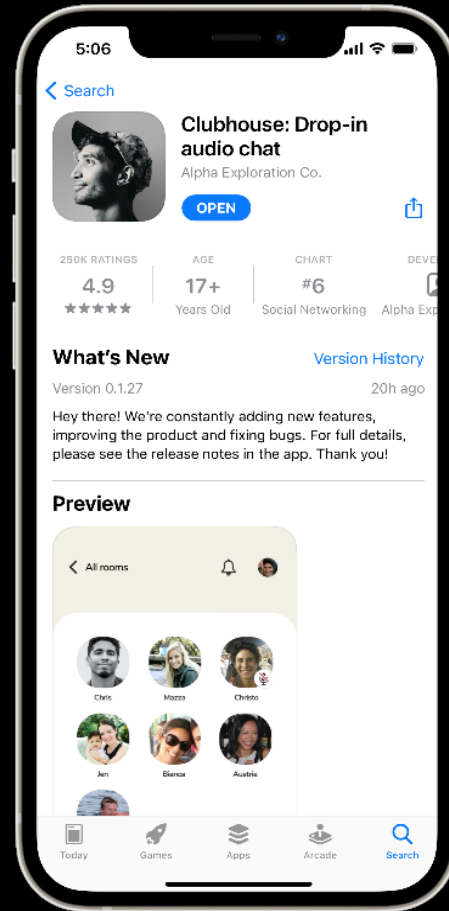 5:06
Search
Clubhouse: Drop-in
audio chat
Alpha Exploration Co.
OPEN
250K RATINGS
4.9
AGE
17+
Years Old
CHART
#6
Social Networking
DEVE
Alpha Exp
What's New
Version History
Version 0.1.27
20h ago
Hey there! We're constantly adding new features,
improving the product and fixing bugs. For full details,
please see the release notes in the app. Thank you!
Preview
All rooms
Chris
Mazza
Christo
Jen
Bianca
Austris
Today
Games
Apps
Arcade
Search